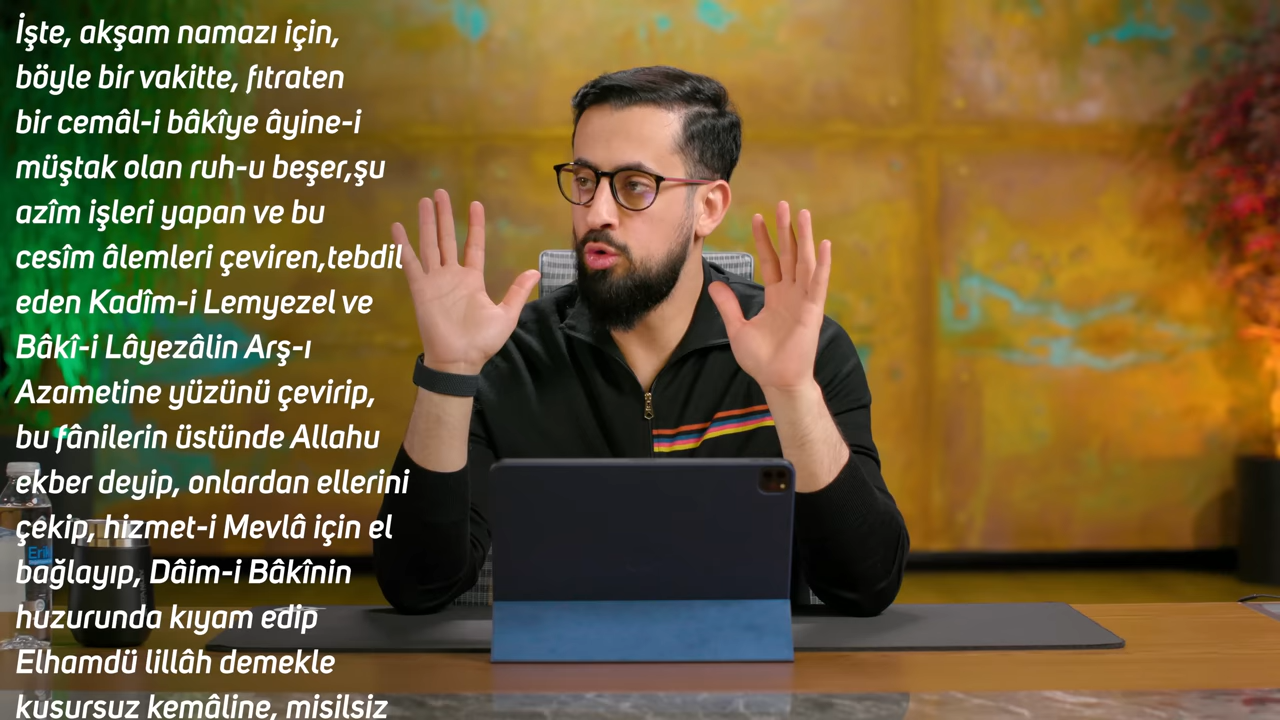 İşte, akşam namazı için,
böyle bir vakitte, fıtraten
bir cemâl-i bâkîye âyine-i
müştak olan ruh-u beşer,şu
azîm işleri yapan ve bu
cesîm âlemleri çeviren,tebdil
eden Kadîm-i Lemyezel ve
Bâkî-i Lâyezâlin Arş-ı
Azametine yüzünü çevirip,
bu fânilerin üstünde Allahu
ekber deyip, onlardan ellerini
çekip, hizmet-i Mevlâ için el
bağlayıp, Dâim-i Bâkînin
huzurunda kıyam edip
Elhamdü lillâh demekle
kusursuz kemâline, misilsiz